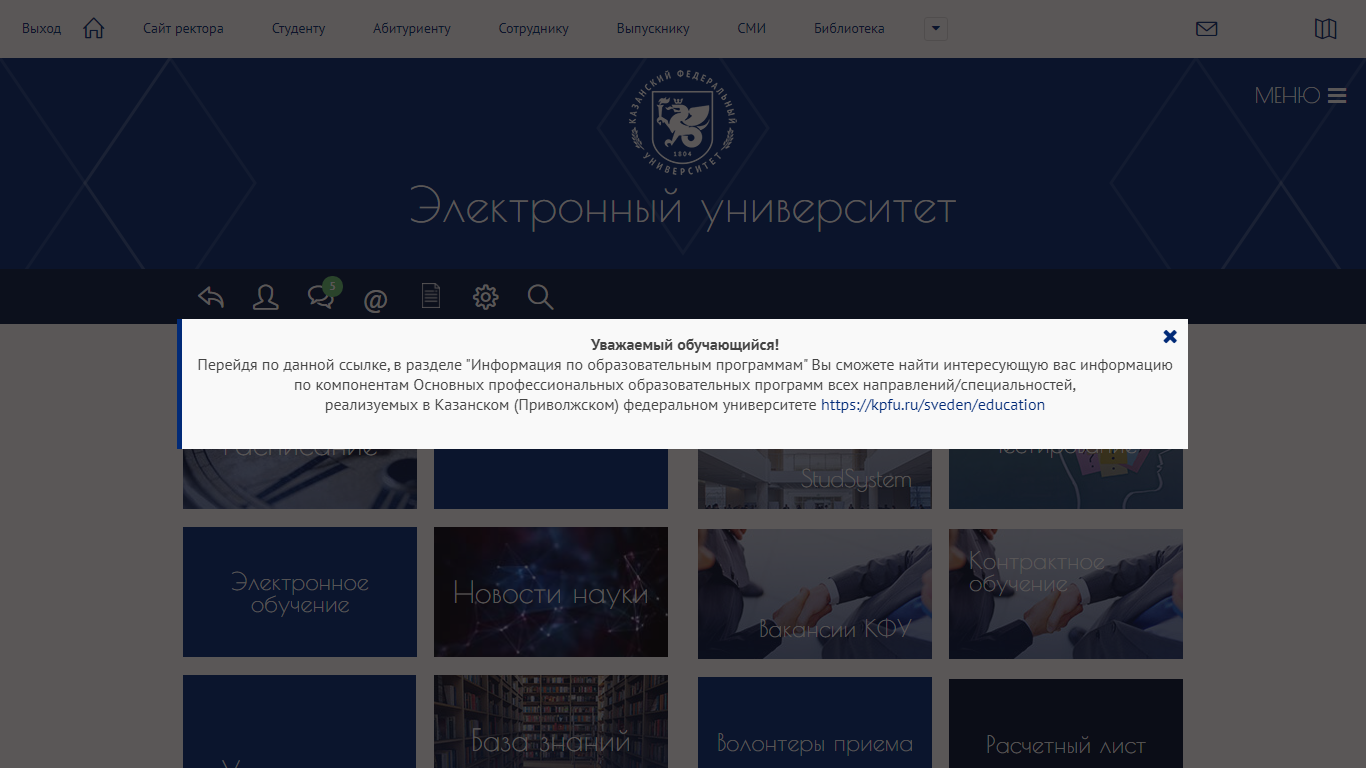 Выход
Сайт ректора
Студенту
Абитуриенту
Сотруднику
Выпускнику
СМИ
Библиотека
МЕНЮ
КАЗАНСКИЙ ФЕДЕРАЛЬНЫЙ
УНИВЕРСИТЕТ
1804
Электронный университет
5
@
Уважаемый обучающийся!
Перейдя по данной ссылке, в разделе "Информация по образовательным программам" Вы сможете найти интересующую вас информацию
по компонентам Основных профессиональных образовательных программ всех направлений/специальностей,
реализуемых в Казанском (Приволжском) федеральном университете https://kpfu.ru/sveden/education
Расписание
StudSystem
Тестирование
Электронное
обучение
Новости науки
Вакансии КФУ
Контрактное
обучение
База знаний
Волонтеры приема
Расчетный лист